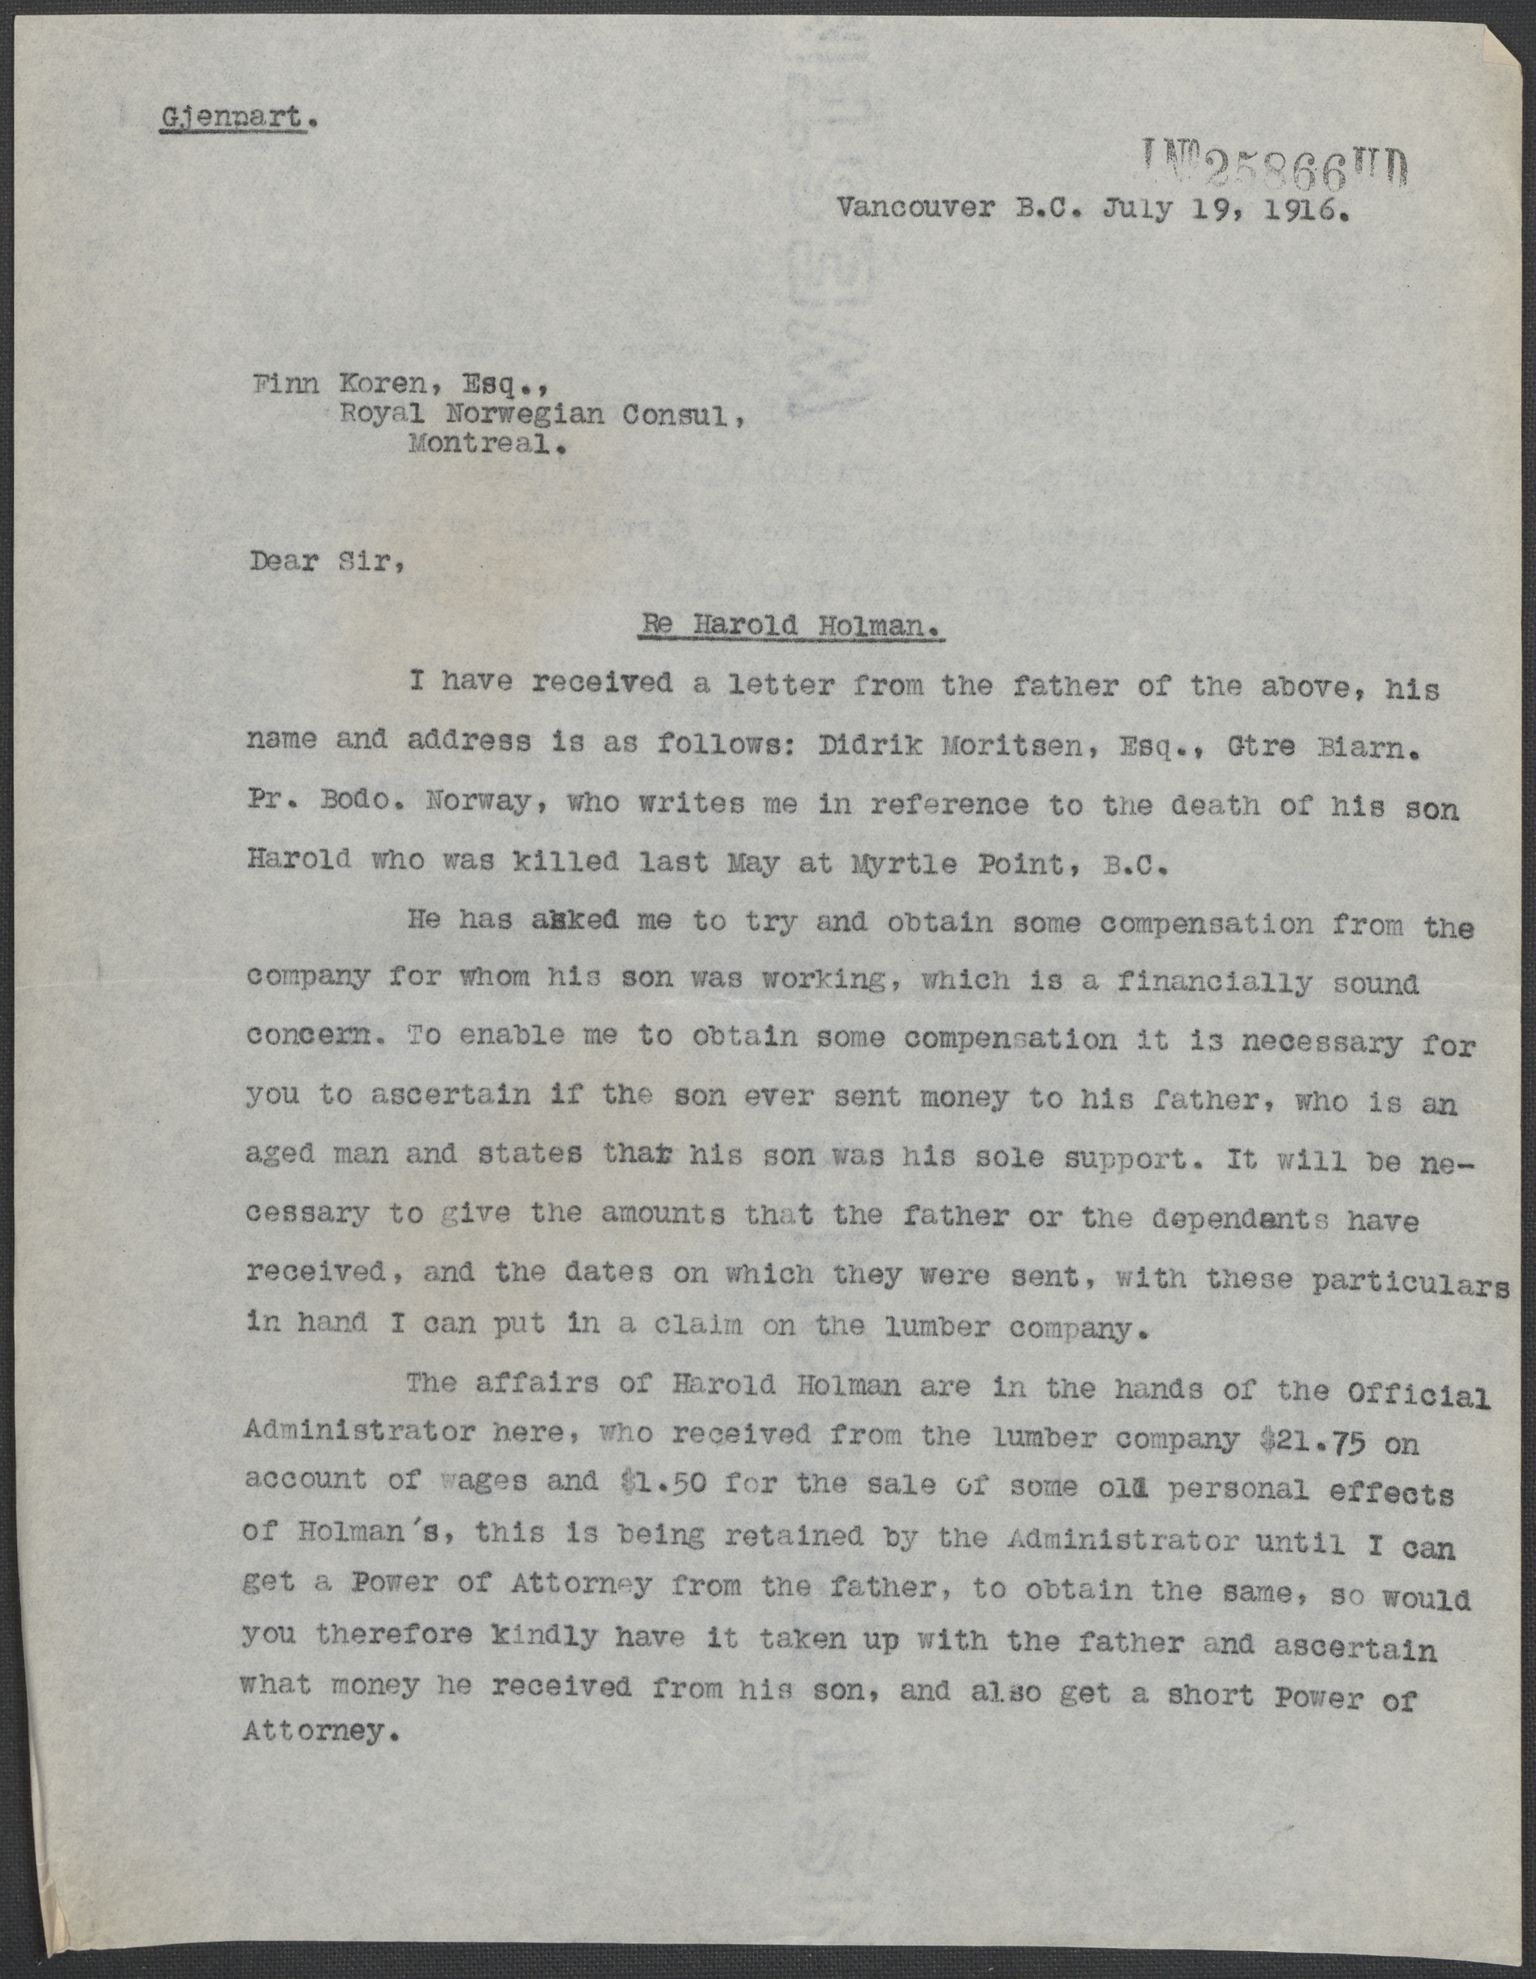 Gjennart.
Nº 25866
Vancouver B.C. July 19, 1916.
Finn Koren, Esq.,
Royal Norwegian Consul,
Montreal.
Dear Sir,
Re Harold Holman.
I have received a letter from the father of the above, his
name and address is as follows: Didrik Moritsen, Esq., Gtre Biarn.
Pr. Bodo. Norway, who writes me in reference to the death of his son
Harold who was killed last May at Myrtle Point, B.C.
He has asked me to try and obtain some compensation from the
company for whom his son was working, which is a financially sound
concern. To enable me to obtain some compensation it is necessary for
you to ascertain if the son ever sent money to his father, who is an
aged man and states that his son was his sole support. It will be ne-
cessary to give the amounts that the father or the dependents have
received, and the dates on which they were sent, with these particulars
in hand I can put in a claim on the lumber company.
The affairs of Harold Holman are in the hands of the Official
Administrator here, who received from the lumber company $21.75 on
account of wages and $1.50 for the sale of some old personal effects
of Holman's, this is being retained by the Administrator until I can
get a Power of Attorney from the father, to obtain the same, so would
you therefore kindly have it taken up with the father and ascertain
what money he received from his son, and also get a short Power of
Attorney.